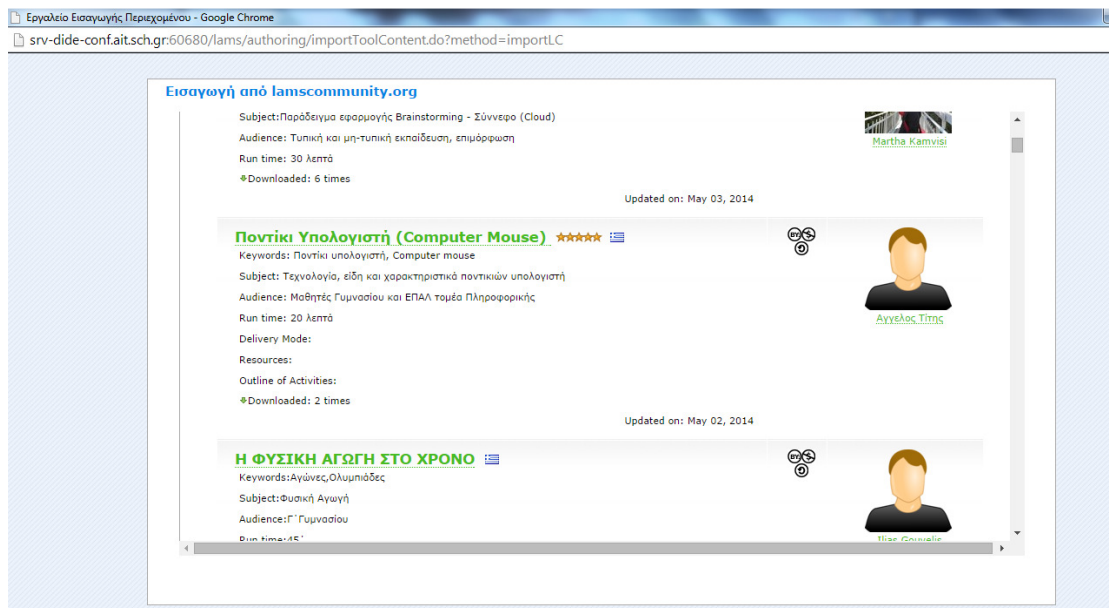 Εργαλείο Εισαγωγής Περιεχομένου - Google Chrome
srv-dide-conf.ait.sch.gr:60680/lams/authoring/importToolContent.do?method=importLC
Εισαγωγή από lamscommunity.org
Subject:Παράδειγμα εφαρμογής Brainstorming - Σύννεφο (Cloud)
Audience: Τυπική και μη-τυπική εκπαίδευση, επιμόρφωση
Martha Kamvisi
Run time: 30 λεπτά
Downloaded: 6 times
Updated on: May 03, 2014
Ποντίκι Υπολογιστή (Computer Mouse)
Keywords: Ποντίκι υπολογιστή, Computer mouse
Subject: Τεχνολογία, είδη και χαρακτηριστικά ποντικιών υπολογιστή
Audience: Μαθητές Γυμνασίου και ΕΠΑΛ τομέα Πληροφορικής
Run time: 20 λεπτά
Αγγελος Τίτης
Delivery Mode:
Resources:
Outline of Activities:
Downloaded: 2 times
Updated on: May 02, 2014
Η ΦΥΣΙΚΗ ΑΓΩΓΗ ΣΤΟ ΧΡΟΝΟ
Keywords:Αγώνες,Ολυμπιάδες
Subject:Φυσική Αγωγή
Audience:Γ΄Γυμνασίου
Run time:45΄
Ilias Gouvelis